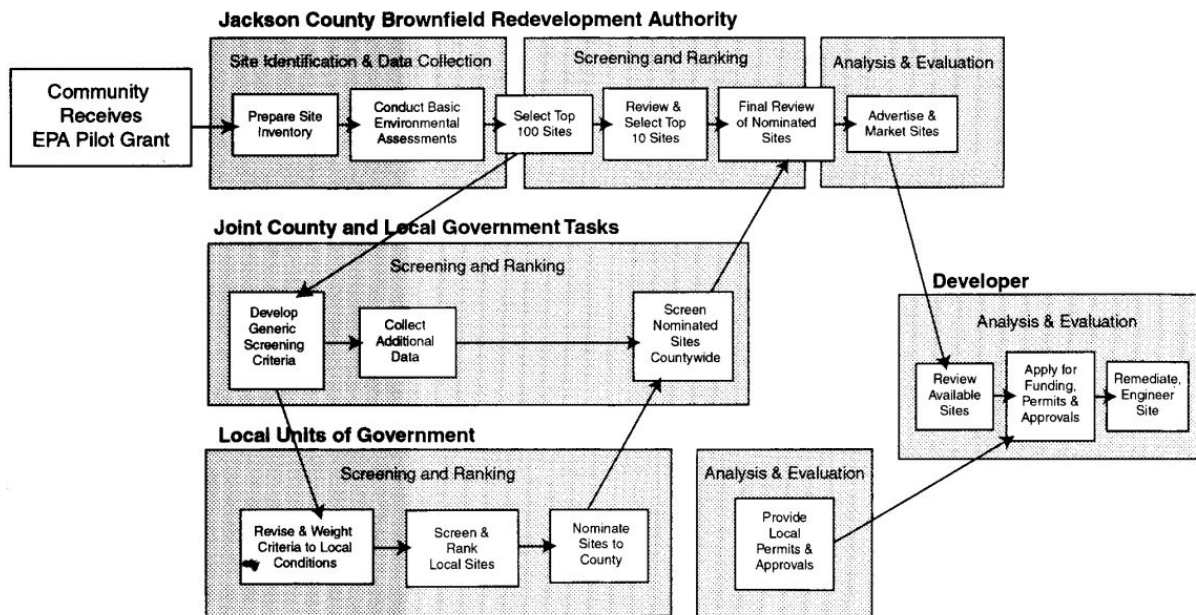 Jackson County Brownfield Redevelopment Authority
Site Identification & Data Collection
Screening and Ranking
Analysis & Evaluation
Community
Receives
EPA Pilot Grant
Prepare Site
Inventory
Conduct Basic
Environmental
Assessments
Select Top
100 Sites
Review &
Select Top
10 Sites
Final Review
of Nominated
Sites
Advertise &
Market Sites
Joint County and Local Government Tasks
Screening and Ranking
Develop
Generic
Screening
Criteria
Collect
Additional
Data
Screen
Nominated
Sites
Countywide
Developer
Analysis & Evaluation
Review
Available
Sites
Apply for
Funding,
Permits &
Approvals
Remediate,
Engineer
Site
Local Units of Government
Screening and Ranking
Revise & Weight
Criteria to Local
Conditions
Screen &
Rank
Local Sites
Nominate
Sites to
County
Analysis & Evaluation
Provide
Local
Permits &
Approvals